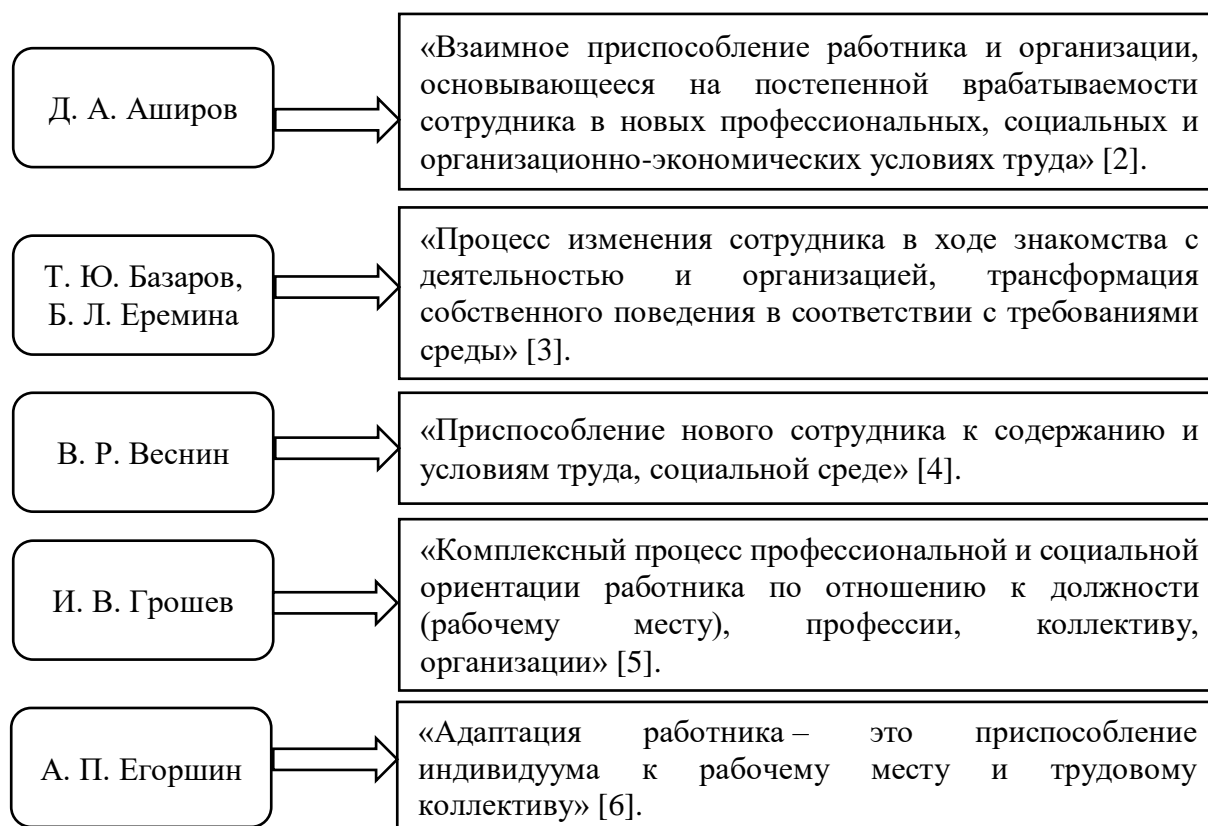 Д. А. Аширов
«Взаимное приспособление работника и организации,
основывающееся на постепенной врабатываемости
сотрудника в новых профессиональных, социальных и
организационно-экономических условиях труда» [2].
Т. Ю. Базаров,
Б. Л. Еремина
«Процесс изменения сотрудника в ходе знакомства с
деятельностью и организацией, трансформация
собственного поведения в соответствии с требованиями
среды» [3].
В. Р. Веснин
«Приспособление нового сотрудника к содержанию и
условиям труда, социальной среде» [4].
И. В. Грошев
«Комплексный процесс профессиональной и социальной
ориентации работника по отношению к должности
(рабочему месту), профессии, коллективу,
организации» [5].
А. П. Егоршин
«Адаптация работника – это приспособление
индивидуума к рабочему месту и трудовому
коллективу» [6].